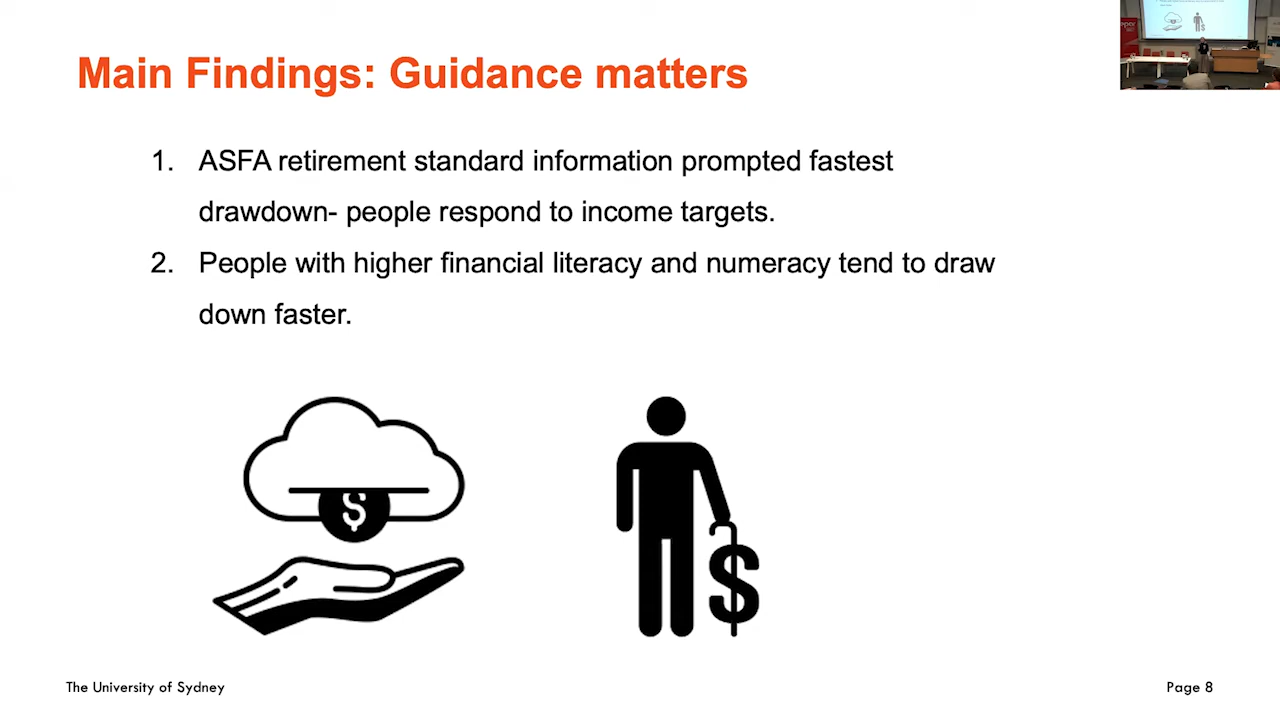 Main Findings: Guidance matters
1. ASFA retirement standard information prompted fastest
drawdown- people respond to income targets.
2. People with higher financial literacy and numeracy tend to draw
down faster.
$
$
The University of Sydney
Page 8